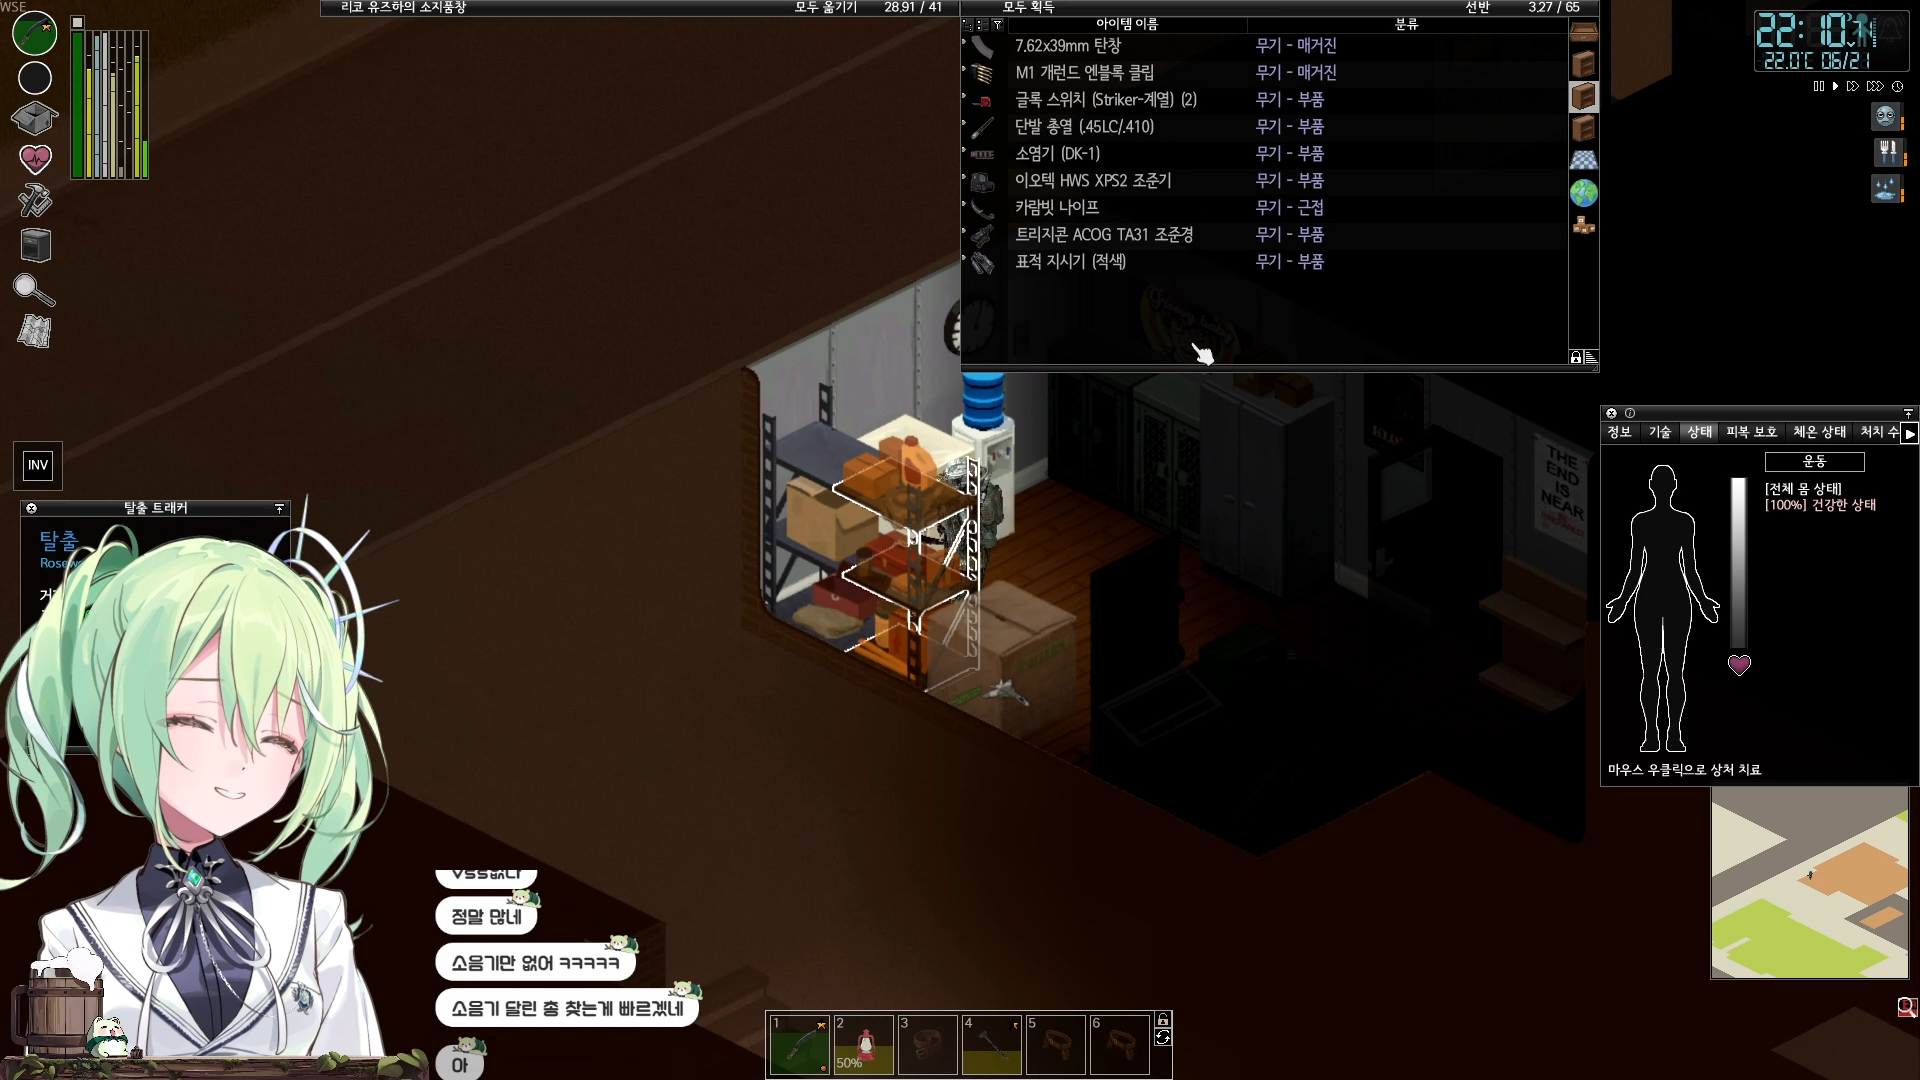 WSE
리코 유즈하의 소지품창
모두 옮기기
28.91 / 41
모두 획득
선반
3.27 / 65
아이템 이름
분류
7.62x39mm 탄창
무기 - 매거진
M1 개런드 엔블록 클립
무기 - 매거진
글록 스위치 (Striker-계열) (2)
무기 - 부품
단발 총열 (.45LC/.410)
무기 - 부품
소염기 (DK-1)
무기 - 부품
이오텍 HWS XPS2 조준기
무기 - 부품
카람빗 나이프
무기 - 근접
트리지콘 ACOG TA31 조준경
무기 - 부품
표적 지시기 (적색)
무기 - 부품
22:10
22.0℃ 06/21
INV
탈출 트래커
탈출
Rosew
THE
END
IS
NEAR
정보
기술
상태
피복 보호
체온 상태
처치 수
운동
[전체 몸 상태]
[100%] 건강한 상태
마우스 우클릭으로 상처 치료
정말 많네
소음기만 없어 ㅋㅋㅋㅋㅋ
소음기 달린 총 찾는게 빠르겠네
아
1
2
3
4
5
6
50%